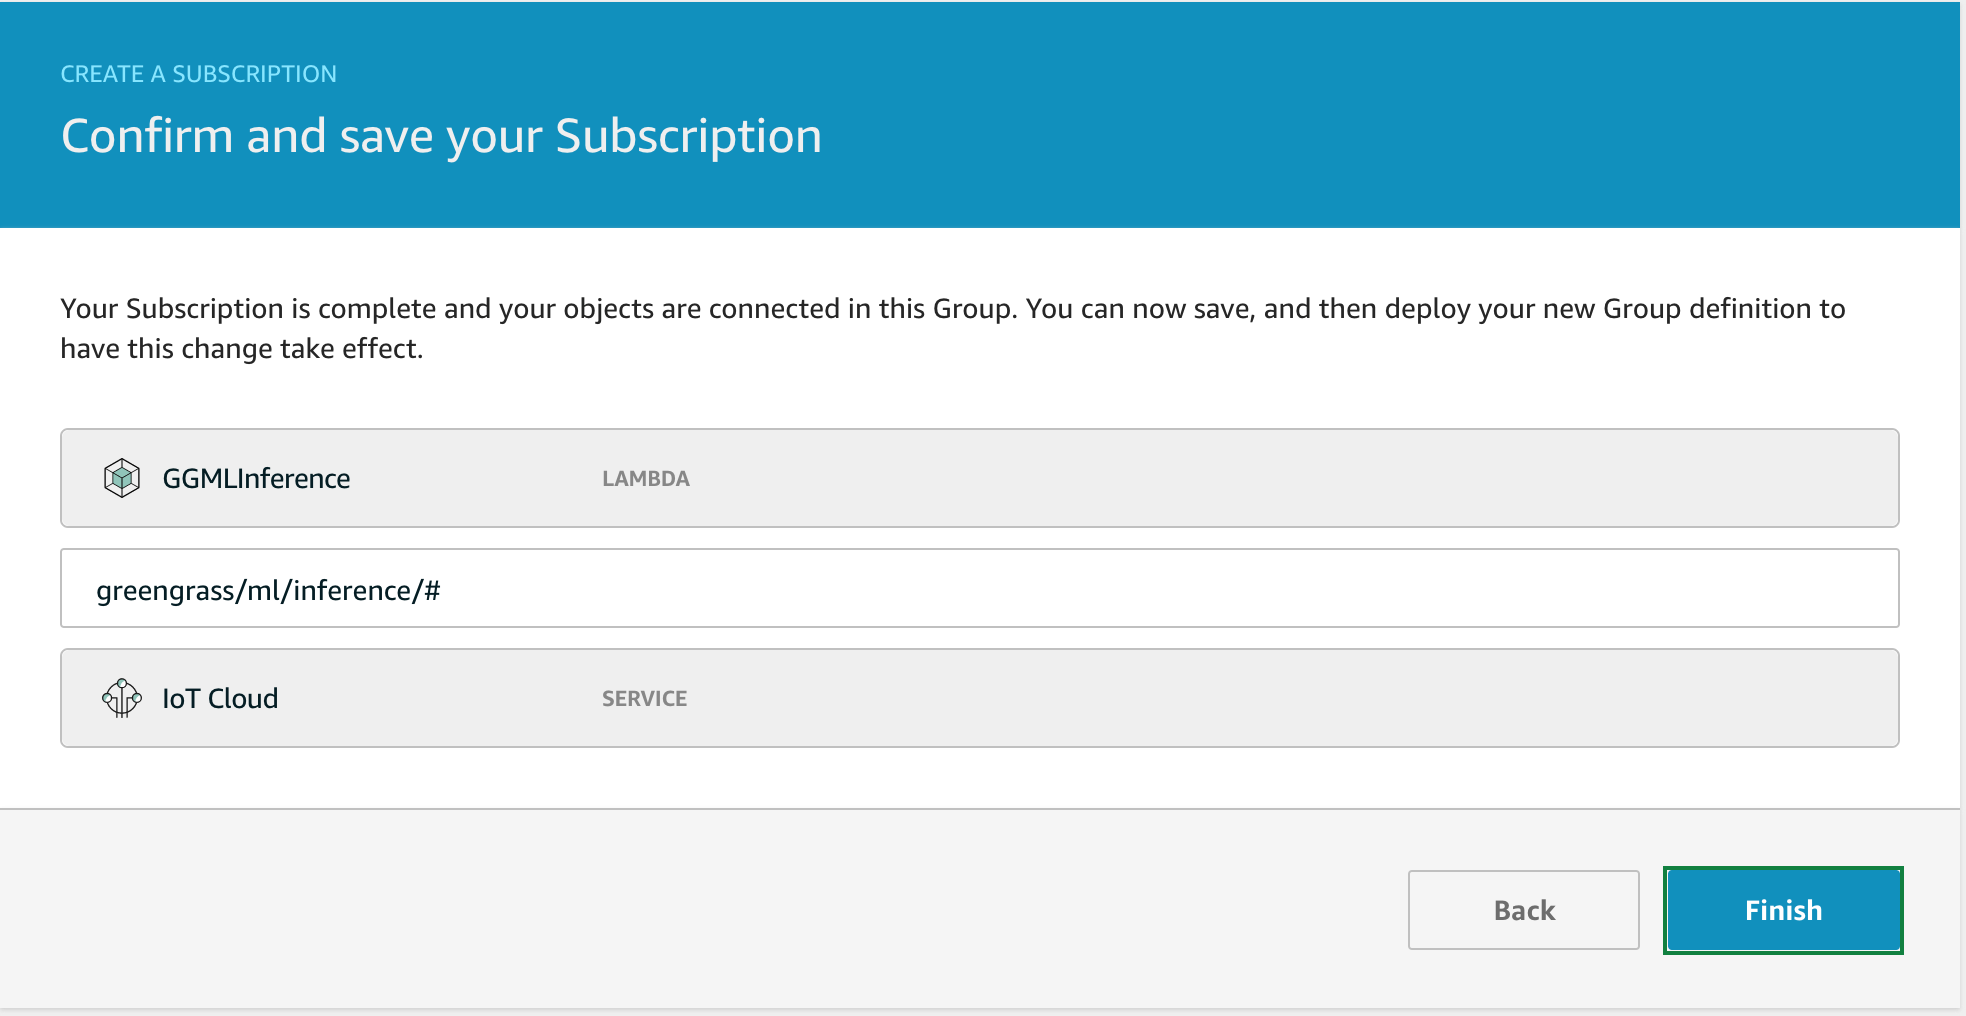 CREATE A SUBSCRIPTION
Confirm and save your Subscription
Your Subscription is complete and your objects are connected in this Group. You can now save, and then deploy your new Group definition to
have this change take effect.
GGMLInference LAMBDA
greengrass/ml/inference/#
IoT Cloud SERVICE
Back Finish